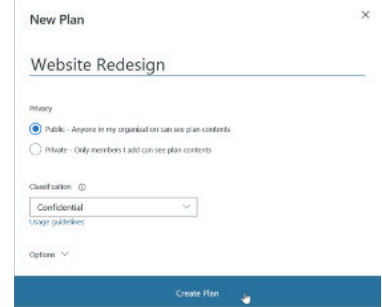 New Plan
Website Redesign
Privacy
Public - Anyone in my organization can see plan contents
Private - Only members I add can see plan contents
Classification
Confidential
Usage guidelines
Options
Create Plan